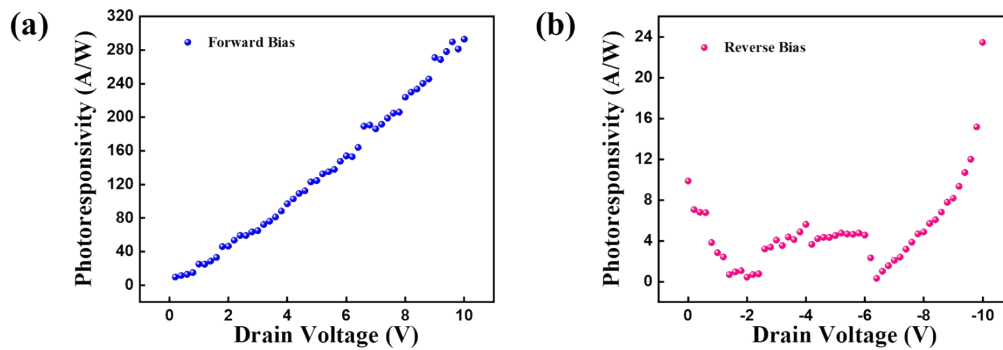 (a)
Photoresponsivity (A/W)
320
280
240
200
160
120
80
40
0
Forward Bias
0 2 4 6 8 10
Drain Voltage (V)
(b)
Photoresponsivity (A/W)
24
20
16
12
8
4
0
Reverse Bias
0 -2 -4 -6 -8 -10
Drain Voltage (V)